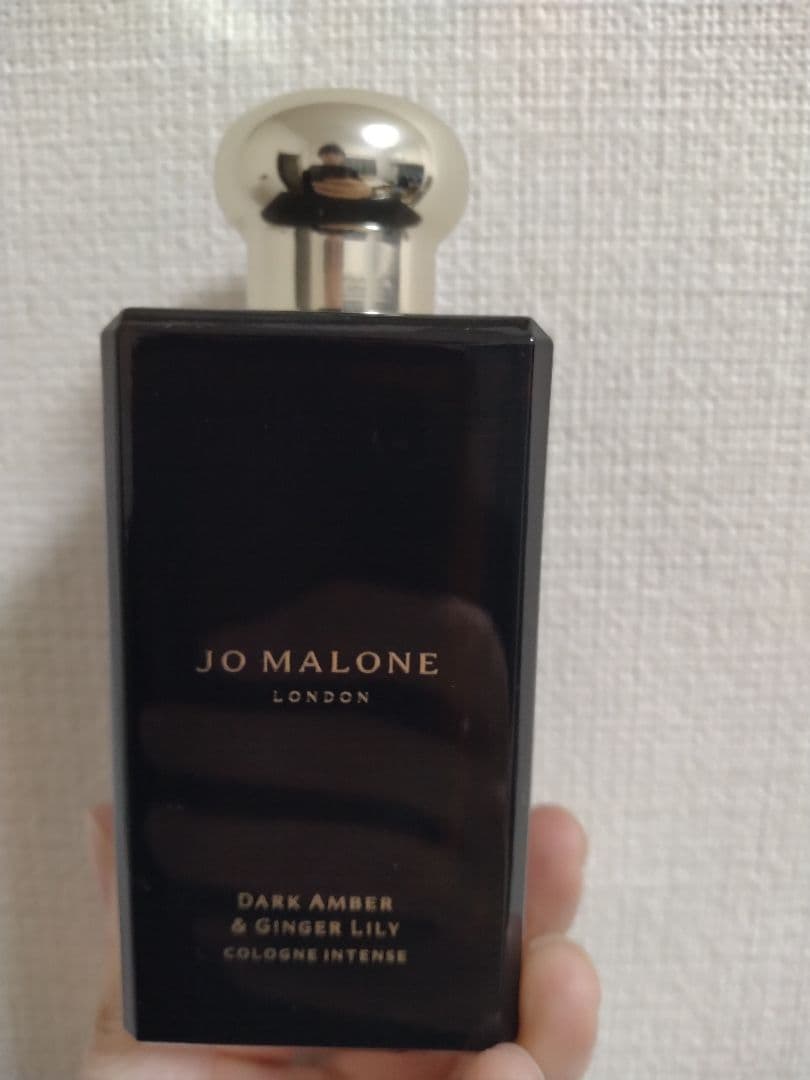 JO MALONE
LONDON
DARK AMBER
& GINGER LILY
COLOGNE INTENSE